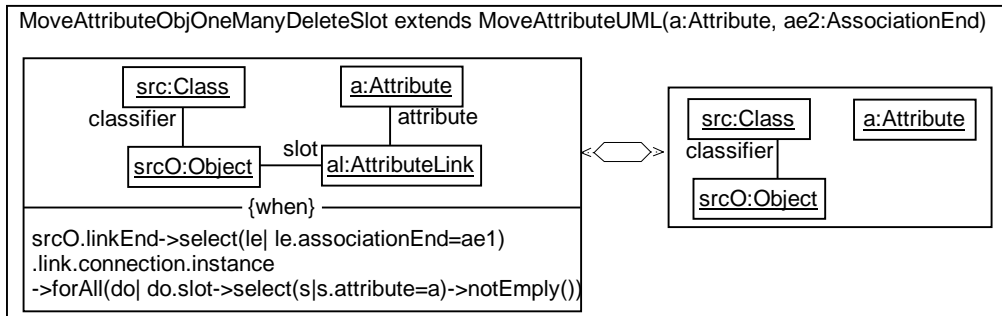 MoveAttributeObjOneManyDeleteSlot extends MoveAttributeUML(a:Attribute, ae2:AssociationEnd)
src:Class
a:Attribute
classifier
attribute
slot
srcO:Object
al:AttributeLink
{when}
srcO.linkEnd->select(le| le.associationEnd=ae1)
.link.connection.instance
->forAll(do| do.slot->select(s|s.attribute=a)->notEmply())
src:Class
a:Attribute
classifier
srcO:Object